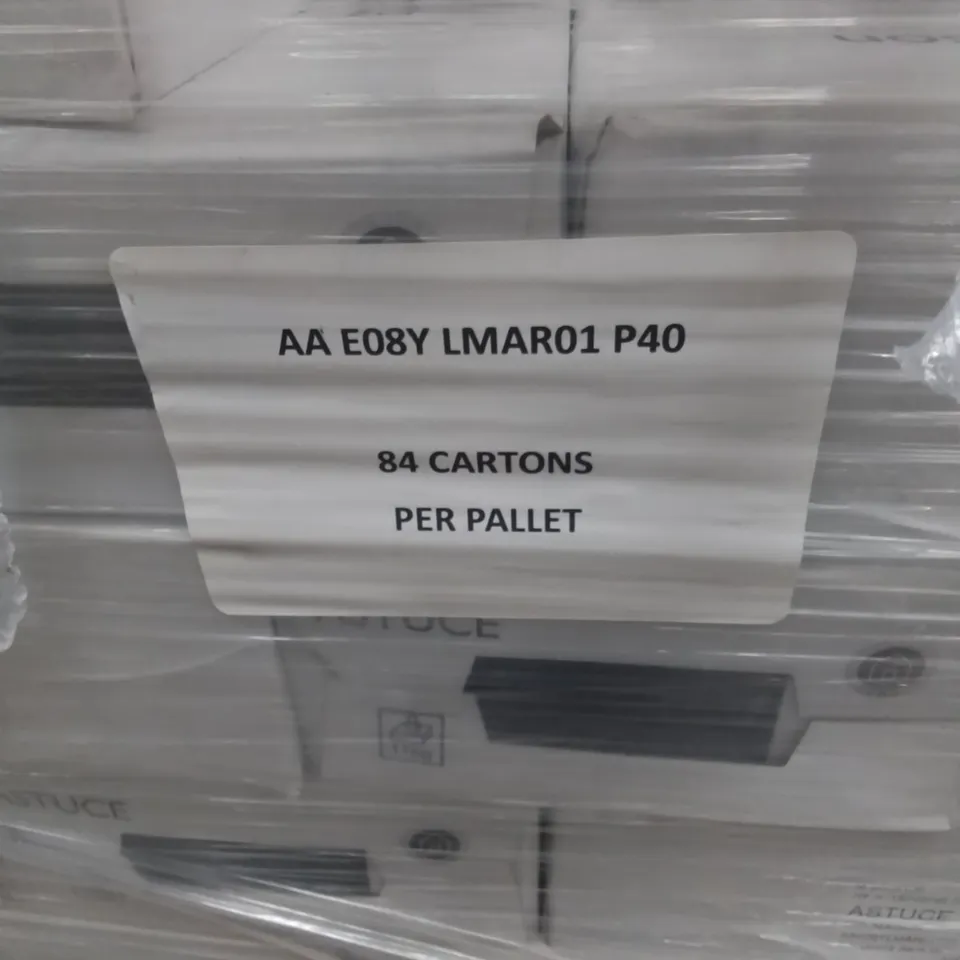 AA E08Y LMAR01 P40
84 CARTONS
PER PALLET
ASTUCE
ASTUCE
ASTUCE